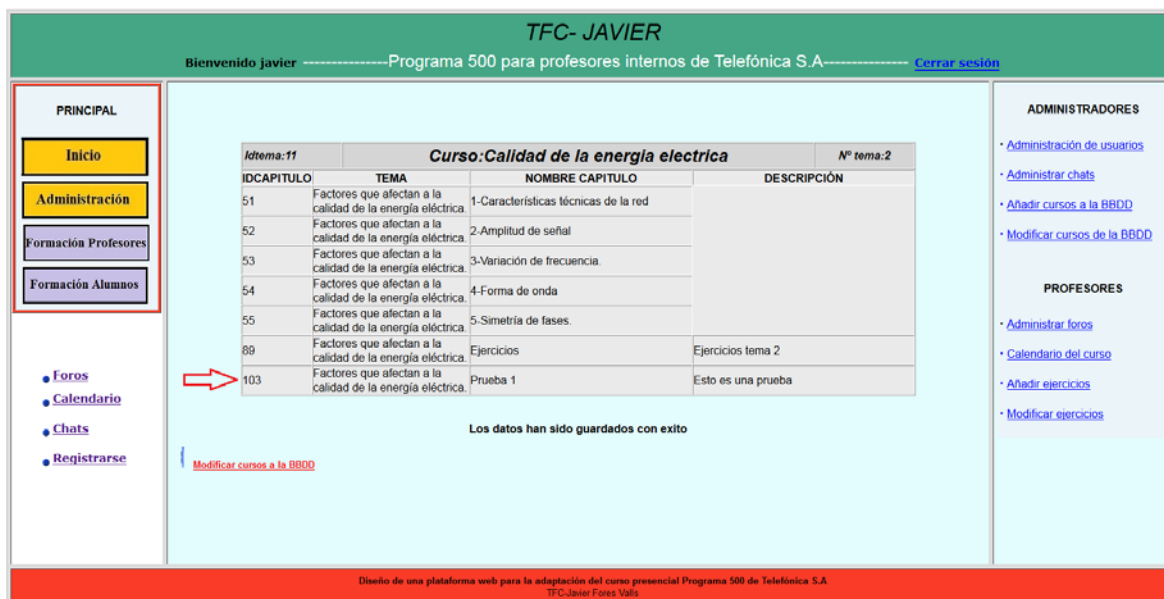 TFC- JAVIER
Bienvenido javier ---------------Programa 500 para profesores internos de Telefónica S.A--------------- Cerrar sesión
PRINCIPAL
Inicio
Administración
Formación Profesores
Formación Alumnos
Foros
Calendario
Chats
Registrarse
Idtema:11 Curso:Calidad de la energia electrica Nº tema:2
IDCAPITULO TEMA NOMBRE CAPITULO DESCRIPCIÓN
51 Factores que afectan a la calidad de la energía eléctrica. 1-Características técnicas de la red
52 Factores que afectan a la calidad de la energía eléctrica. 2-Amplitud de señal
53 Factores que afectan a la calidad de la energía eléctrica. 3-Variación de frecuencia.
54 Factores que afectan a la calidad de la energía eléctrica. 4-Forma de onda
55 Factores que afectan a la calidad de la energía eléctrica. 5-Simetría de fases.
89 Factores que afectan a la calidad de la energía eléctrica. Ejercicios Ejercicios tema 2
103 Factores que afectan a la calidad de la energía eléctrica. Prueba 1 Esto es una prueba
Los datos han sido guardados con exito
Modificar cursos a la BBDD
ADMINISTRADORES
Administración de usuarios
Administrar chats
Añadir cursos a la BBDD
Modificar cursos de la BBDD
PROFESORES
Administrar foros
Calendario del curso
Añadir ejercicios
Modificar ejercicios
Diseño de una plataforma web para la adaptación del curso presencial Programa 500 de Telefónica S.A
TFC-Javier Fores Valls